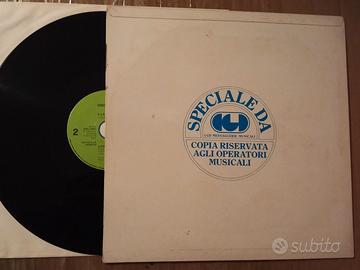 SPECIALE DA
CGD MESSAGGERIE MUSICALI
COPIA RISERVATA
AGLI OPERATORI
MUSICALI
2
subito